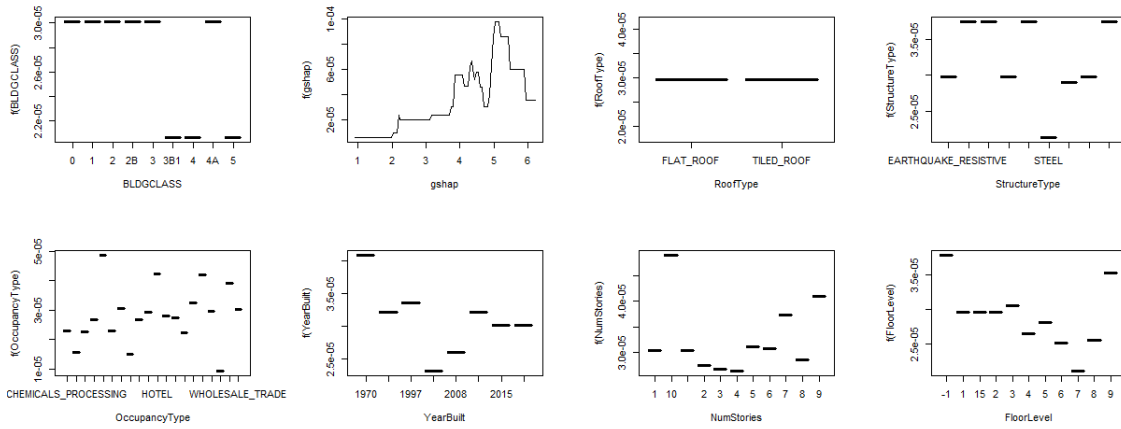 f(BLDGCLASS)
2.2e-05 2.6e-05 3.0e-05
0 1 2 2B 3 3B1 4 4A 5
BLDGCLASS
f(gshap)
2e-05 6e-05 1e-04
1 2 3 4 5 6
gshap
f(RoofType)
2.0e-05 3.0e-05 4.0e-05
FLAT_ROOF TILED_ROOF
RoofType
f(StructureType)
2.5e-05 3.5e-05
EARTHQUAKE_RESISTIVE STEEL
StructureType
f(OccupancyType)
1e-05 3e-05 5e-05
CHEMICALS_PROCESSING HOTEL WHOLESALE_TRADE
OccupancyType
f(YearBuilt)
2.5e-05 3.5e-05
1970 1997 2008 2015
YearBuilt
f(NumStories)
3.0e-05 4.0e-05
1 10 2 3 4 5 6 7 8 9
NumStories
f(FloorLevel)
2.5e-05 3.5e-05
-1 1 15 2 3 4 5 6 7 8 9
FloorLevel